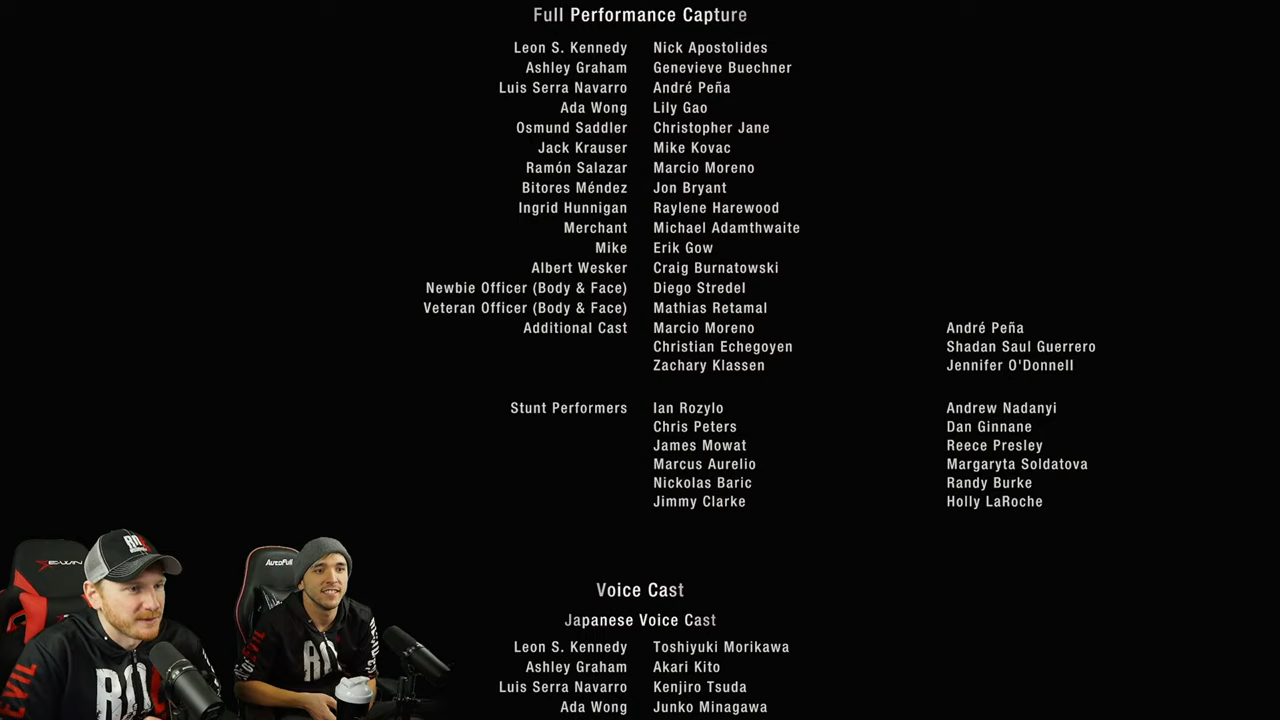 Full Performance Capture
Leon S. Kennedy Nick Apostolides
Ashley Graham Genevieve Buechner
Luis Serra Navarro André Peña
Ada Wong Lily Gao
Osmund Saddler Christopher Jane
Jack Krauser Mike Kovac
Ramón Salazar Marcio Moreno
Bitores Méndez Jon Bryant
Ingrid Hunnigan Raylene Harewood
Merchant Michael Adamthwaite
Mike Erik Gow
Albert Wesker Craig Burnatowski
Newbie Officer (Body & Face) Diego Stredel
Veteran Officer (Body & Face) Mathias Retamal
Additional Cast Marcio Moreno André Peña
Christian Echegoyen Shadan Saul Guerrero
Zachary Klassen Jennifer O'Donnell
Stunt Performers Ian Rozylo Andrew Nadanyi
Chris Peters Dan Ginnane
James Mowat Reece Presley
Marcus Aurelio Margaryta Soldatova
Nickolas Baric Randy Burke
Jimmy Clarke Holly LaRoche
Voice Cast
Japanese Voice Cast
Leon S. Kennedy Toshiyuki Morikawa
Ashley Graham Akari Kito
Luis Serra Navarro Kenjiro Tsuda
Ada Wong Junko Minagawa
AutoFull
EVIL